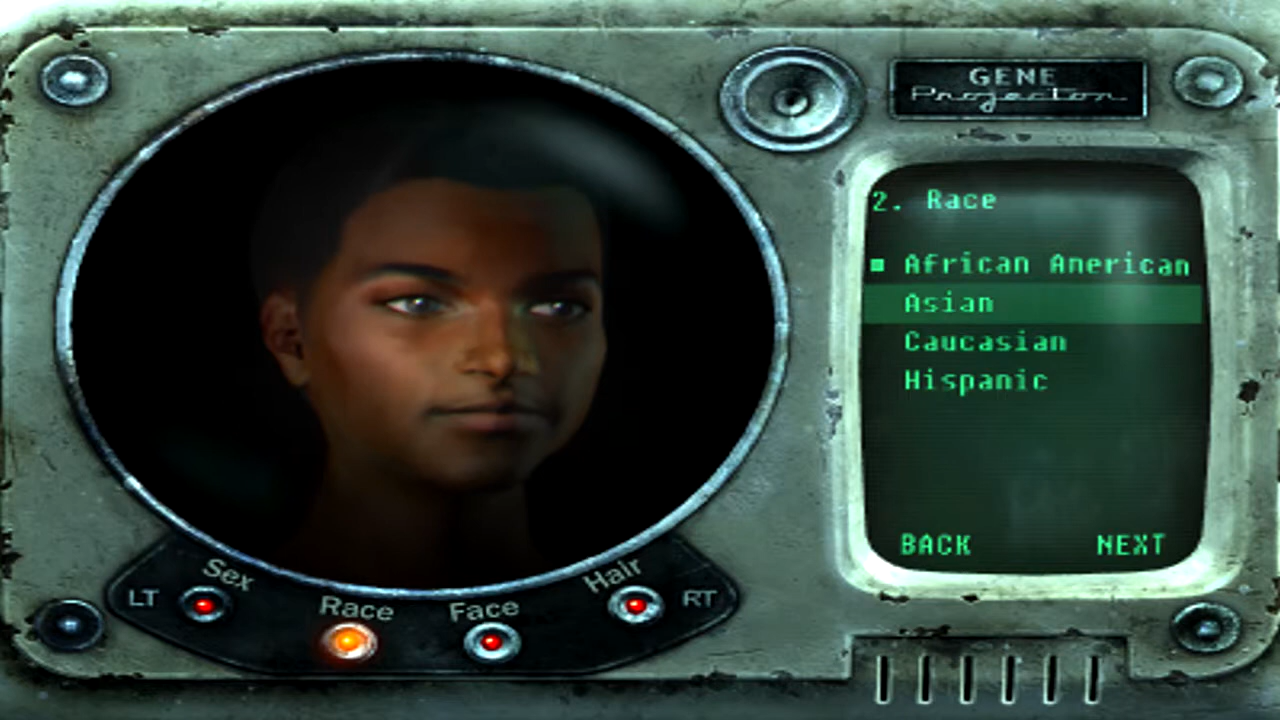 GENE
Projector
2. Race
African American
Asian
Caucasian
Hispanic
BACK NEXT
LT Sex Race Face Hair RT